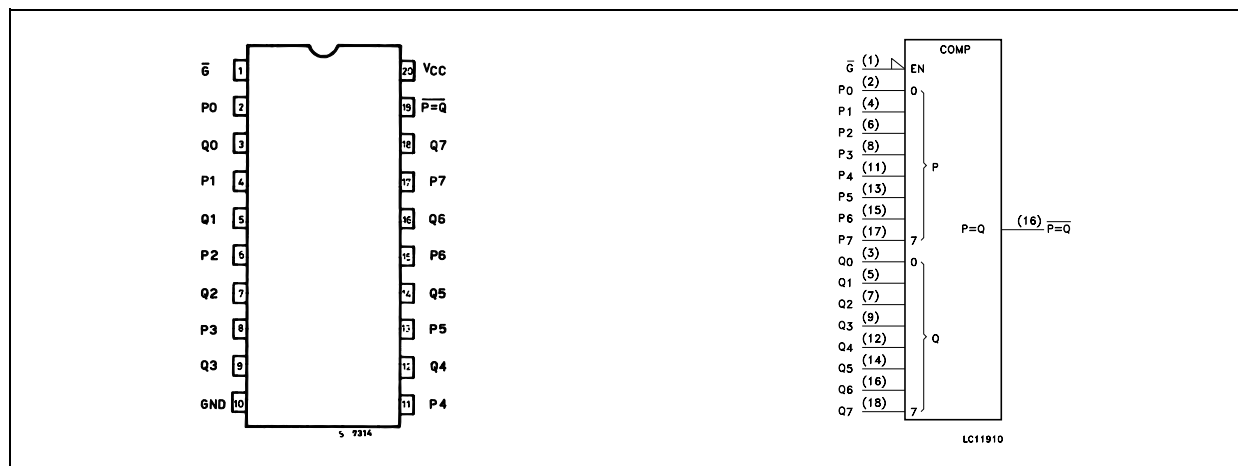 G̅ 1 20 VCC
P0 2 19 P̅=̅Q̅
Q0 3 18 Q7
P1 4 17 P7
Q1 5 16 Q6
P2 6 15 P6
Q2 7 14 Q5
P3 8 13 P5
Q3 9 12 Q4
GND 10 11 P4
S 7314
COMP
G̅ (1) EN
P0 (2) 0
P1 (4)
P2 (6)
P3 (8)
P4 (11) P
P5 (13)
P6 (15)
P7 (17) 7
P=Q (16) P̅=̅Q̅
Q0 (3) 0
Q1 (5)
Q2 (7)
Q3 (9)
Q4 (12) Q
Q5 (14)
Q6 (16)
Q7 (18) 7
LC11910